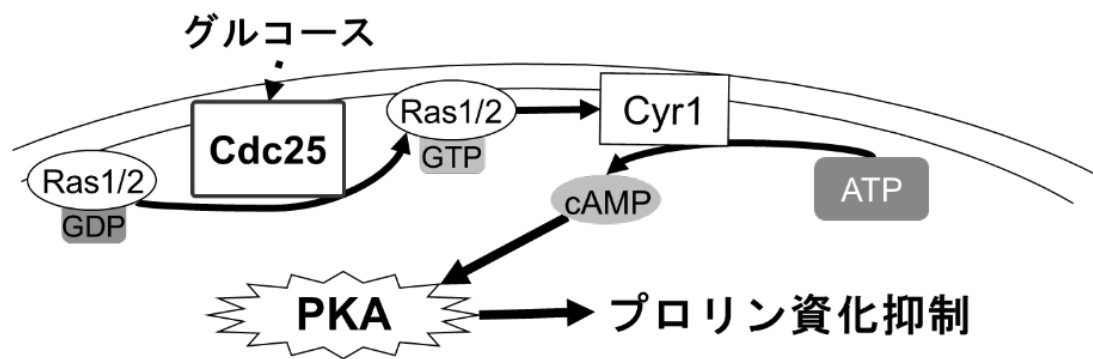 グルコース
Ras1/2
GDP
Cdc25
Ras1/2
GTP
Cyr1
ATP
cAMP
PKA
プロリン資化抑制